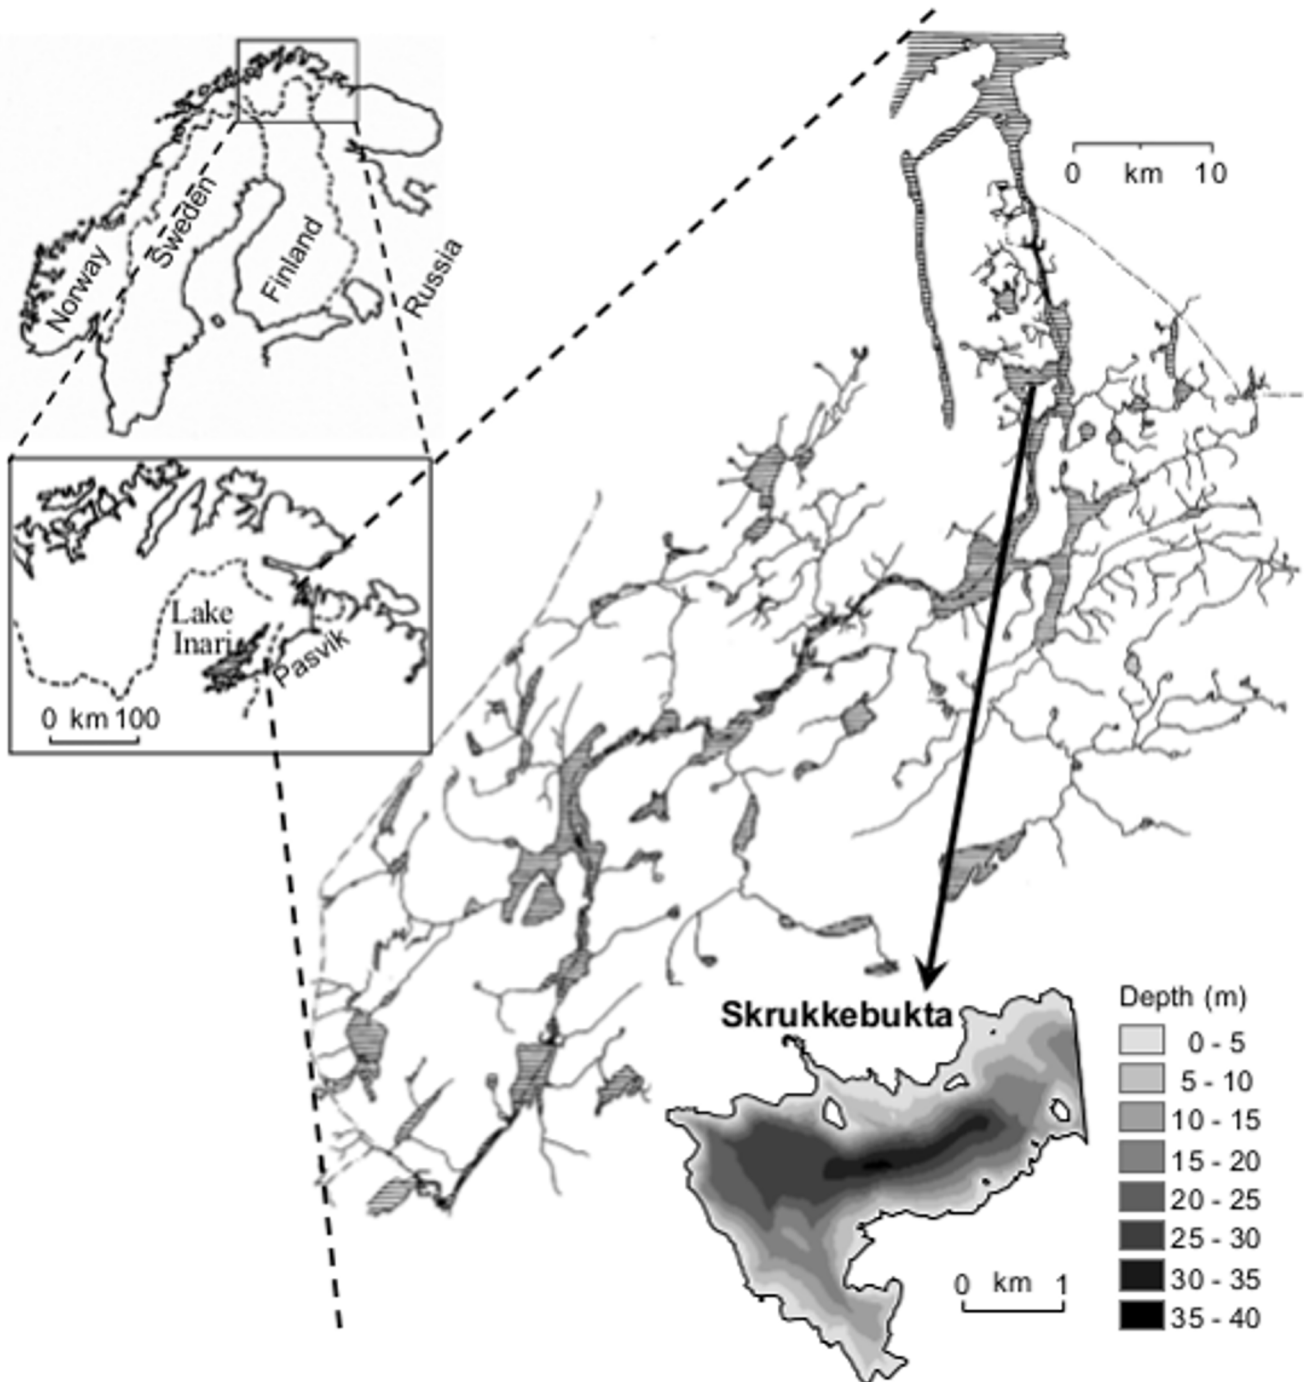 Norway
Sweden
Finland
Russia
0 km 10
Lake
Inari
Pasvik
0 km 100
Skrukkebukta
Depth (m)
0 - 5
5 - 10
10 - 15
15 - 20
20 - 25
25 - 30
30 - 35
35 - 40
0 km 1